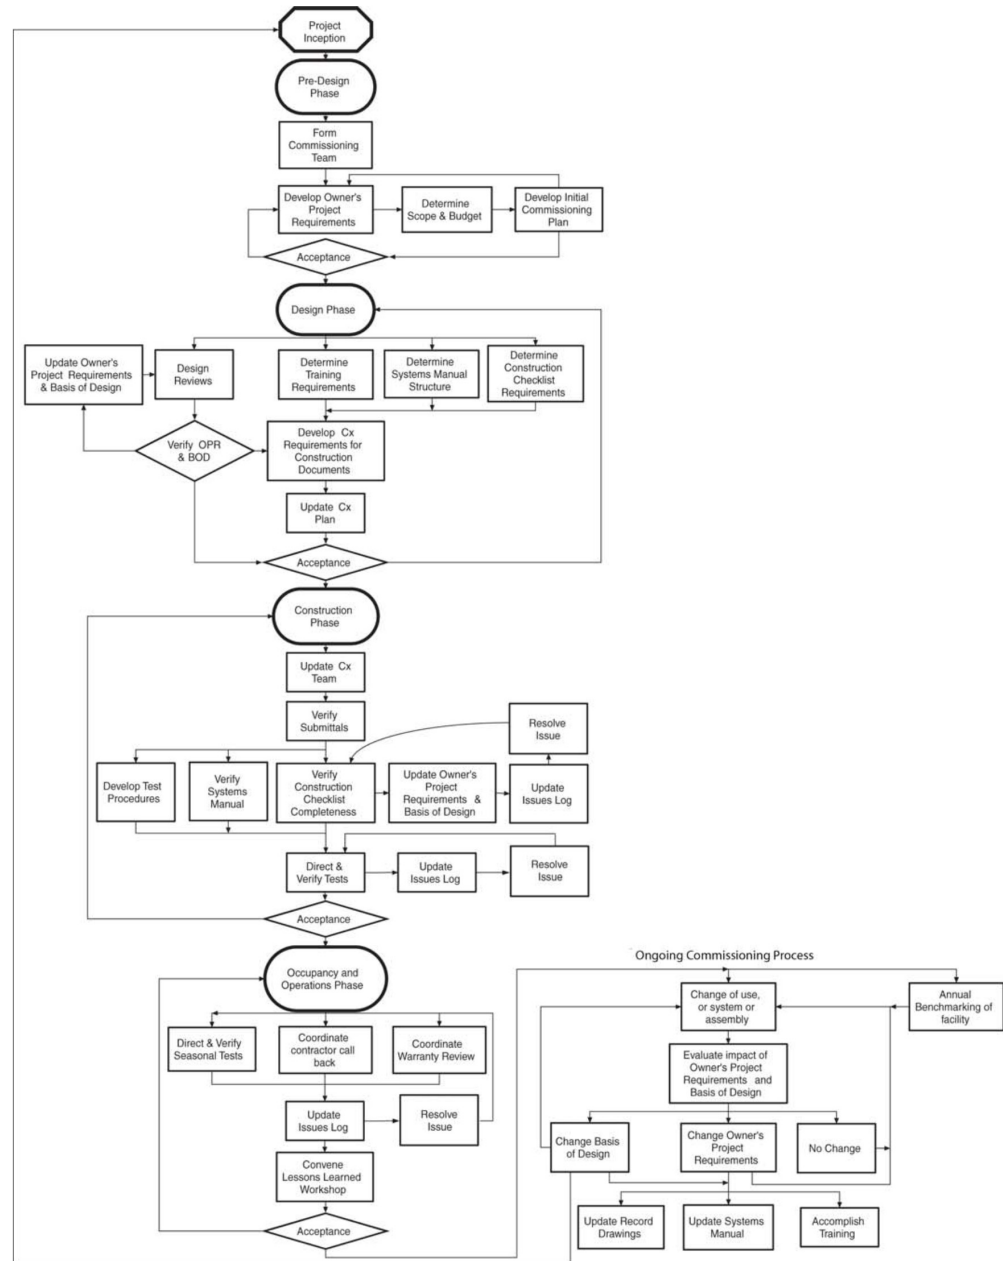 Project
Inception
Pre-Design
Phase
Form
Commissioning
Team
Develop Owner's
Project
Requirements
Determine
Scope & Budget
Develop Initial
Commissioning
Plan
Acceptance
Design Phase
Update Owner's
Project Requirements
& Basis of Design
Design
Reviews
Determine
Training
Requirements
Determine
Systems Manual
Structure
Determine
Construction
Checklist
Requirements
Verify OPR
& BOD
Develop Cx
Requirements for
Construction
Documents
Update Cx
Plan
Acceptance
Construction
Phase
Update Cx
Team
Verify
Submittals
Resolve
Issue
Develop Test
Procedures
Verify
Systems
Manual
Verify
Construction
Checklist
Completeness
Update Owner's
Project
Requirements &
Basis of Design
Update
Issues Log
Direct &
Verify Tests
Update
Issues Log
Resolve
Issue
Acceptance
Occupancy and
Operations Phase
Direct & Verify
Seasonal Tests
Coordinate
contractor call
back
Coordinate
Warranty Review
Update
Issues Log
Resolve
Issue
Convene
Lessons Learned
Workshop
Acceptance
Ongoing Commissioning Process
Change of use,
or system or
assembly
Annual
Benchmarking of
facility
Evaluate impact of
Owner's Project
Requirements and
Basis of Design
Change Basis
of Design
Change Owner's
Project
Requirements
No Change
Update Record
Drawings
Update Systems
Manual
Accomplish
Training